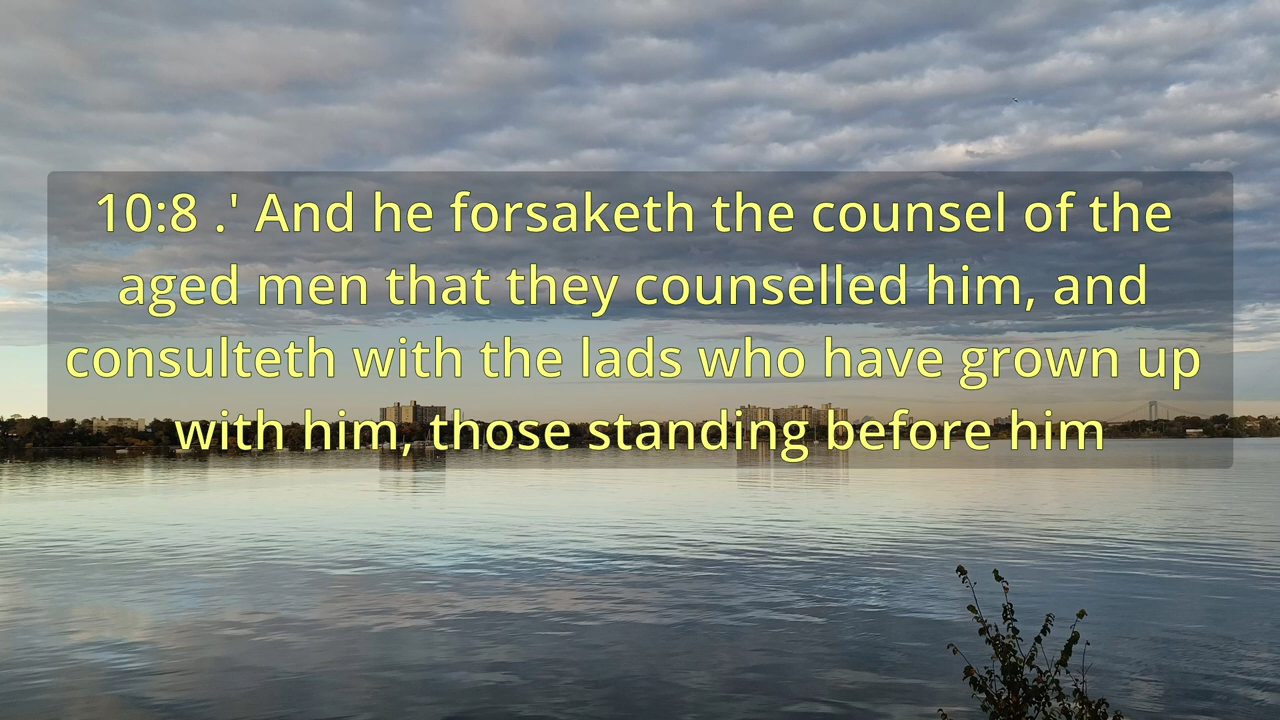 10:8 .' And he forsaketh the counsel of the
aged men that they counselled him, and
consulteth with the lads who have grown up
with him, those standing before him